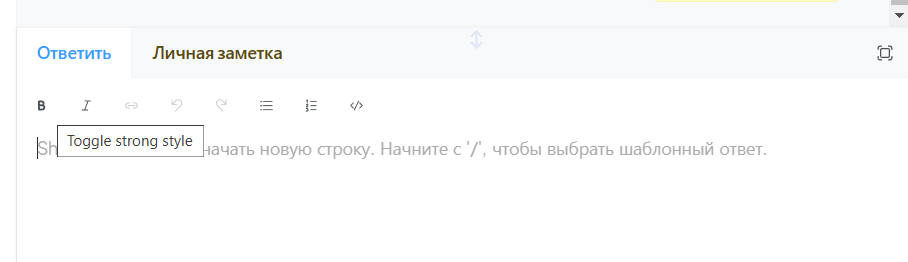 Ответить
Личная заметка
B I </>
Toggle strong style
Sh начать новую строку. Начните с '/', чтобы выбрать шаблонный ответ.